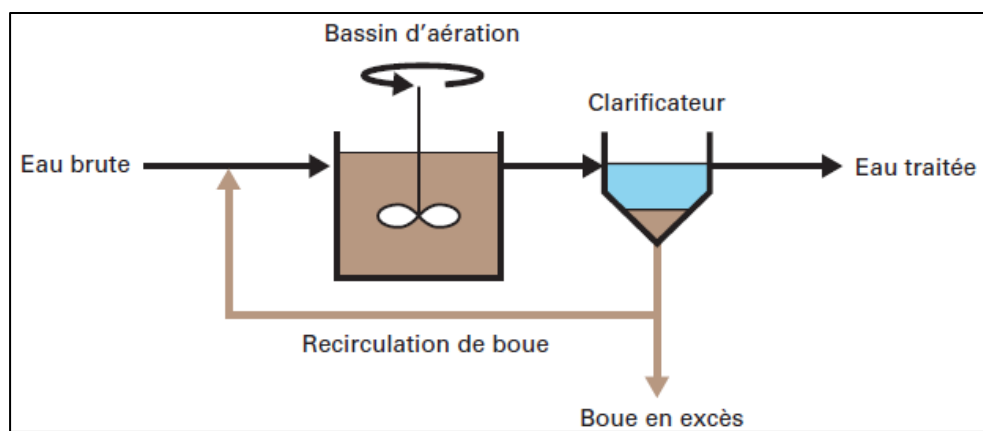 Bassin d'aération
Clarificateur
Eau brute
Eau traitée
Recirculation de boue
Boue en excès